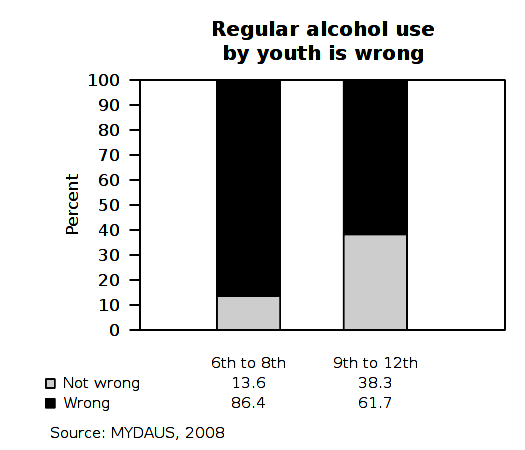 Regular alcohol use
by youth is wrong
100
90
80
70
60
50
40
30
20
10
0
Percent
6th to 8th 9th to 12th
Not wrong 13.6 38.3
Wrong 86.4 61.7
Source: MYDAUS, 2008